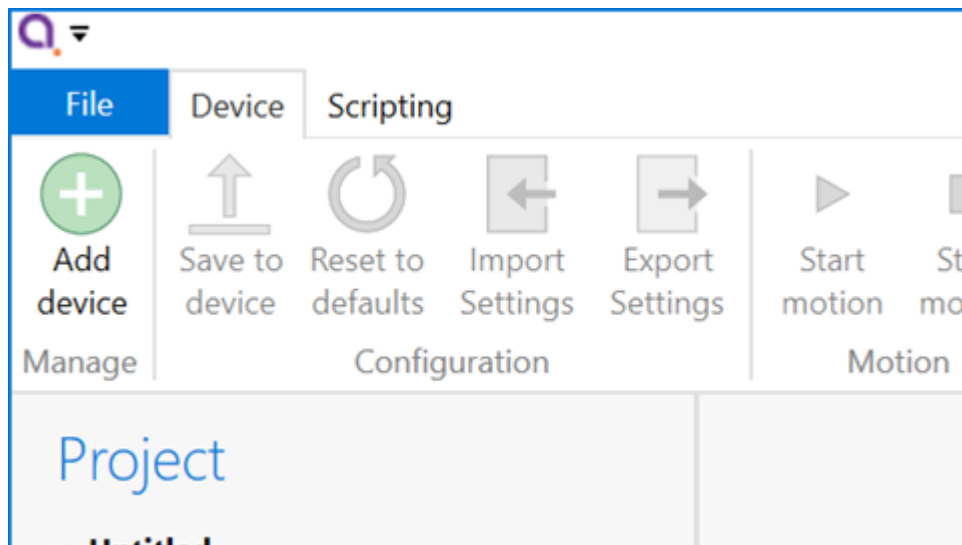 File Device Scripting
Add Save to Reset to Import Export Start
device device defaults Settings Settings motion
Manage Configuration Motion
Project
Untitled